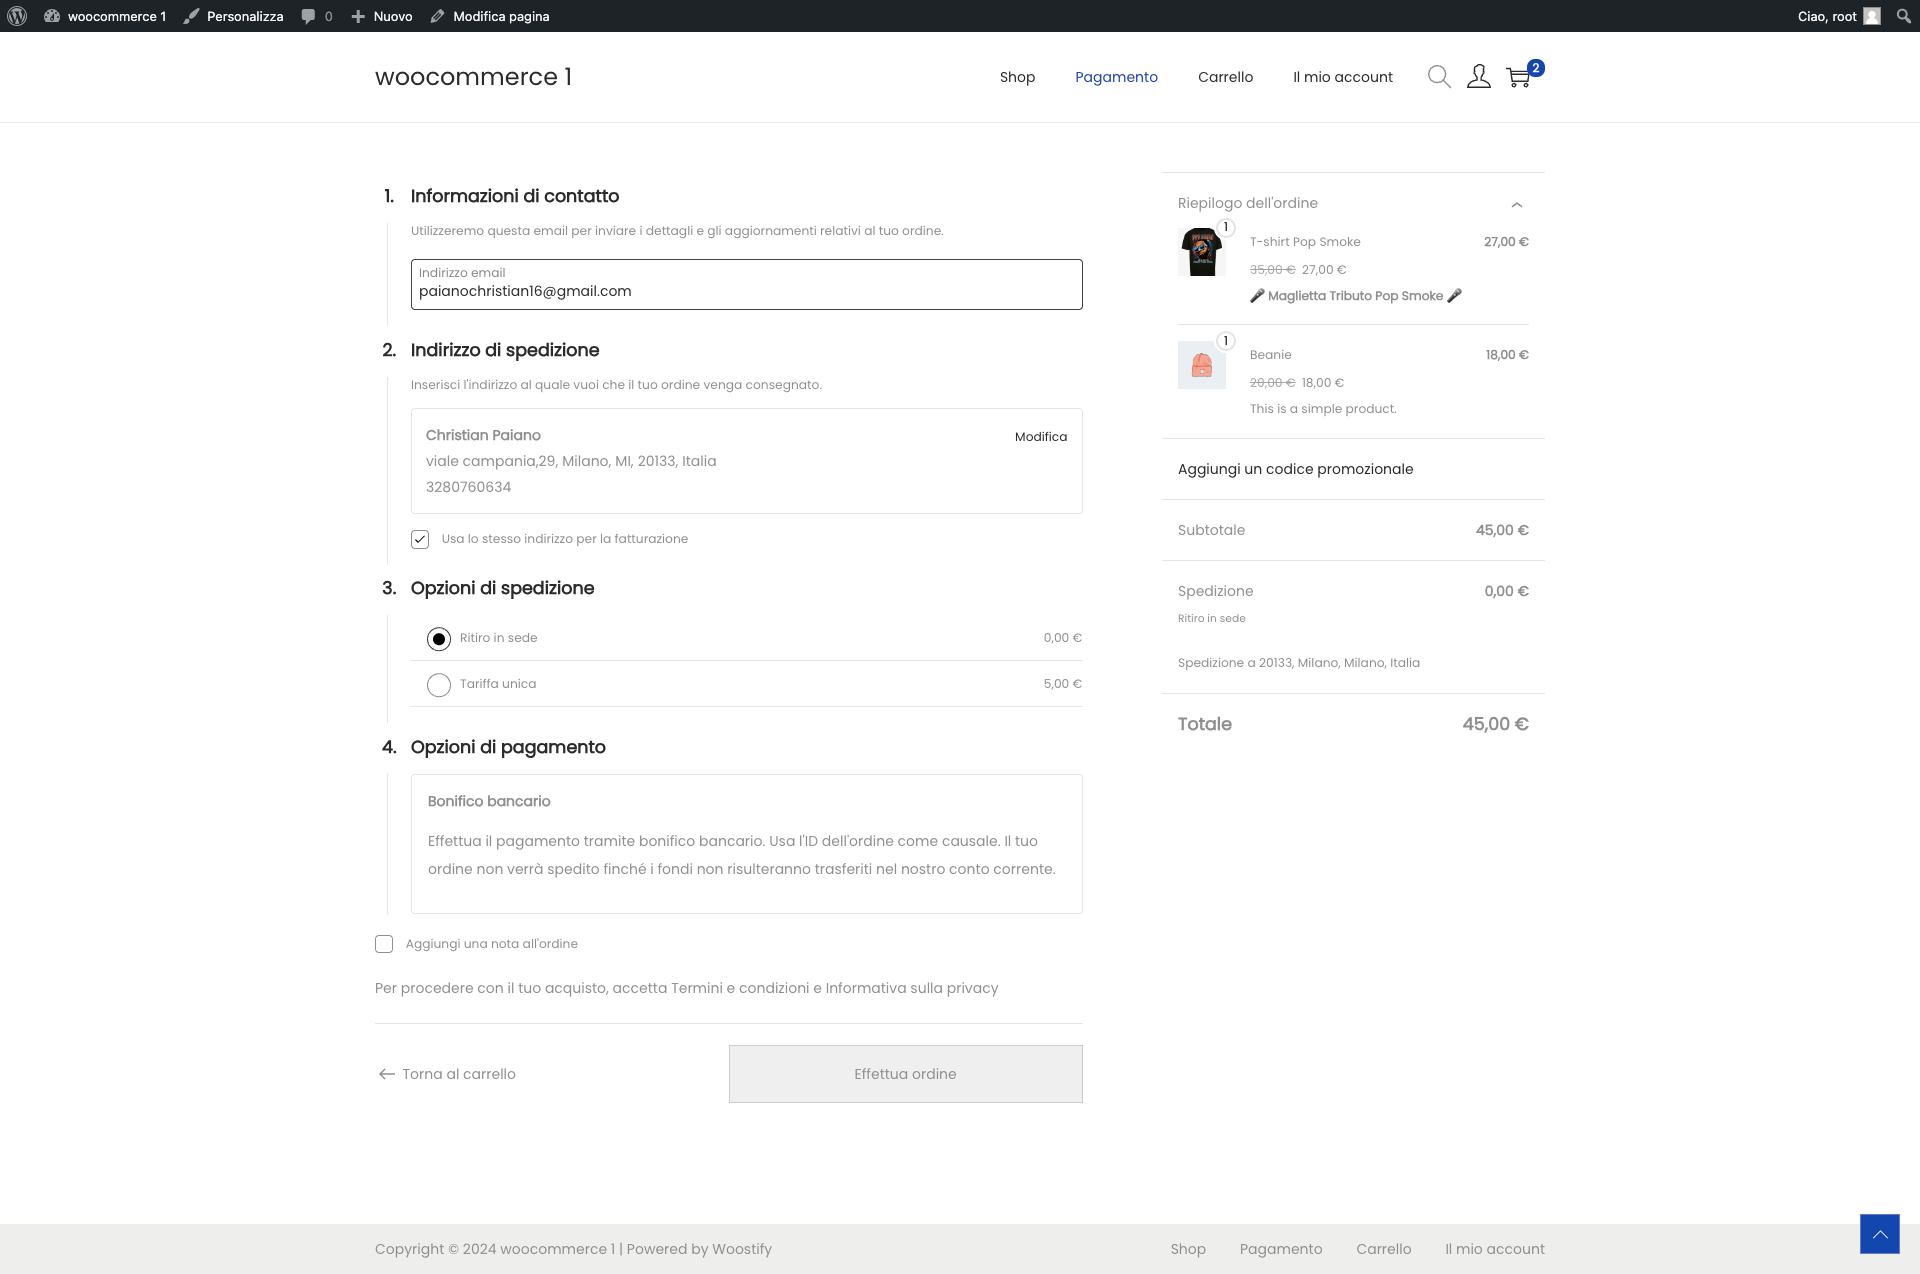 woocommerce 1
Personalizza
0
Nuovo
Modifica pagina
Ciao, root
woocommerce 1
Shop
Pagamento
Carrello
Il mio account
2
1. Informazioni di contatto
Utilizzeremo questa email per inviare i dettagli e gli aggiornamenti relativi al tuo ordine.
Indirizzo email
paianochristian16@gmail.com
2. Indirizzo di spedizione
Inserisci l'indirizzo al quale vuoi che il tuo ordine venga consegnato.
Christian Paiano
Modifica
viale campania,29, Milano, MI, 20133, Italia
3280760634
Usa lo stesso indirizzo per la fatturazione
3. Opzioni di spedizione
Ritiro in sede 0,00 €
Tariffa unica 5,00 €
4. Opzioni di pagamento
Bonifico bancario
Effettua il pagamento tramite bonifico bancario. Usa l'ID dell'ordine come causale. Il tuo
ordine non verrà spedito finché i fondi non risulteranno trasferiti nel nostro conto corrente.
Aggiungi una nota all'ordine
Per procedere con il tuo acquisto, accetta Termini e condizioni e Informativa sulla privacy
Torna al carrello
Effettua ordine
Riepilogo dell'ordine
1
T-shirt Pop Smoke 27,00 €
35,00 € 27,00 €
🎤 Maglietta Tributo Pop Smoke 🎤
1
Beanie 18,00 €
20,00 € 18,00 €
This is a simple product.
Aggiungi un codice promozionale
Subtotale 45,00 €
Spedizione 0,00 €
Ritiro in sede
Spedizione a 20133, Milano, Milano, Italia
Totale 45,00 €
Copyright © 2024 woocommerce 1 | Powered by Woostify
Shop
Pagamento
Carrello
Il mio account